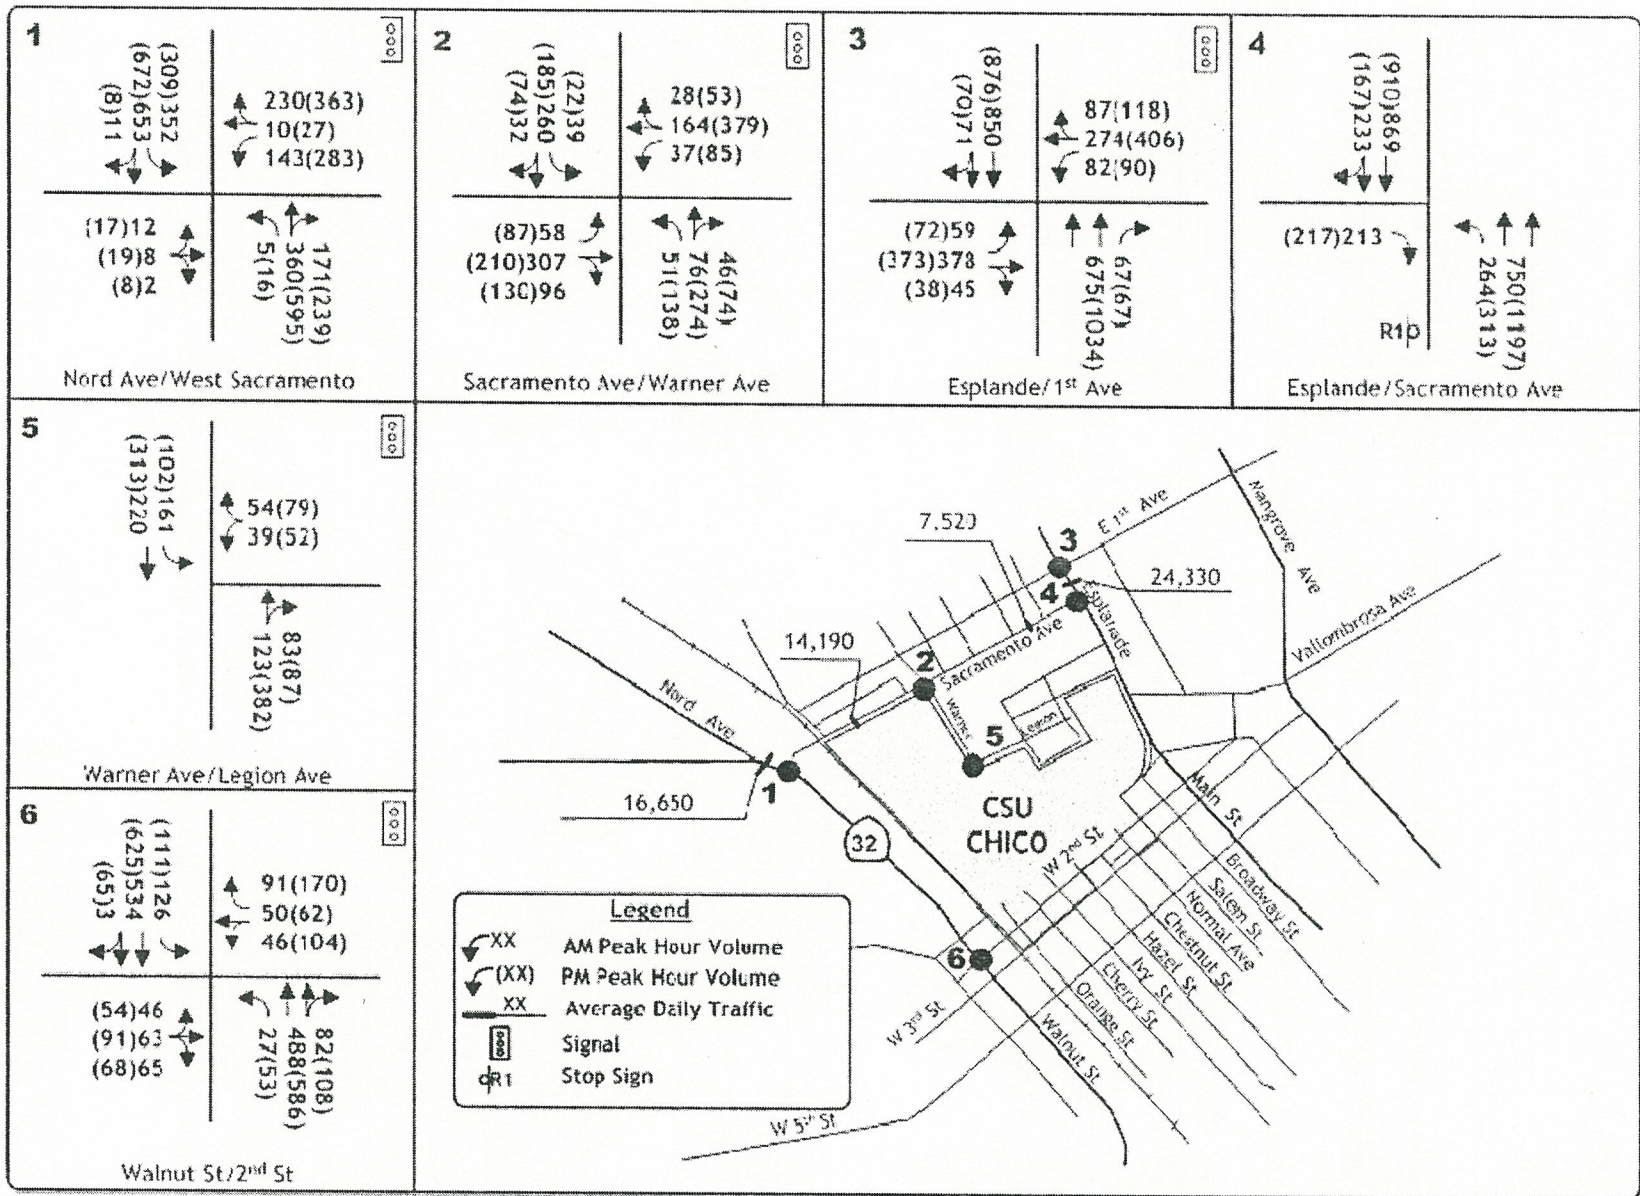 1
(309)352
(672)653
(8)11
230(363)
10(27)
143(283)
(17)12
(19)8
(8)2
171(239)
360(595)
5(16)
Nord Ave/West Sacramento
2
(22)39
(185)260
(74)32
28(53)
164(379)
37(85)
(87)58
(210)307
(130)96
46(74)
76(274)
51(138)
Sacramento Ave/Warner Ave
3
(876)850
(70)71
87(118)
274(406)
82(90)
(72)59
(373)378
(38)45
67(67)
675(1034)
Esplande/1st Ave
4
(910)869
(167)233
(217)213
R1
750(1197)
264(313)
Esplande/Sacramento Ave
5
(102)161
(313)220
54(79)
39(52)
83(87)
123(382)
Warner Ave/Legion Ave
6
(111)126
(625)534
(65)3
91(170)
50(62)
46(104)
(54)46
(91)63
(68)65
82(108)
488(586)
27(53)
Walnut St/2nd St
E 1st Ave
Mangrove Ave
7,520
3
24,330
4
Esplanade
Vallombrosa Ave
14,190
2
Sacramento Ave
Nord Ave
Warner
Legion
5
1
16,650
CSU
CHICO
32
Main St
W 2nd St
Broadway St
Salem St
Normal Ave
Chestnut St
Hazel St
Ivy St
Cherry St
Orange St
6
W 3rd St
Walnut St
W 5th St
Legend
XX AM Peak Hour Volume
(XX) PM Peak Hour Volume
XX Average Daily Traffic
Signal
R1 Stop Sign